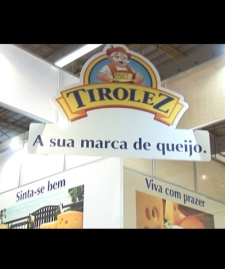 TIROLEZ
A sua marca de queijo.
Sinta-se bem
Viva com prazer